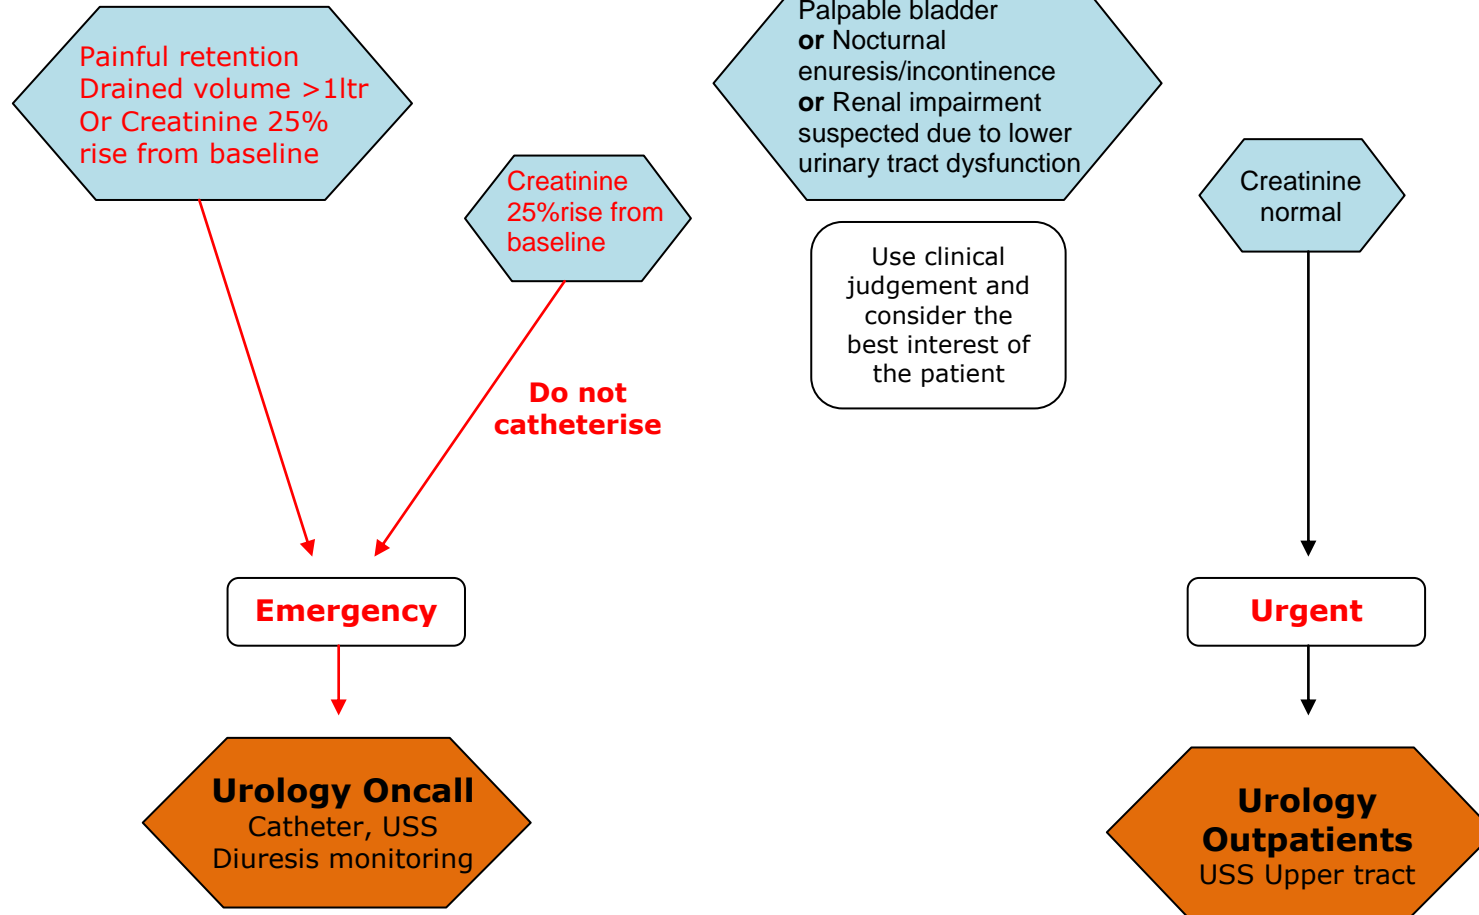 Painful retention
Drained volume >1ltr
Or Creatinine 25%
rise from baseline
Creatinine
25%rise from
baseline
Palpable bladder
or Nocturnal
enuresis/incontinence
or Renal impairment
suspected due to lower
urinary tract dysfunction
Creatinine
normal
Use clinical
judgement and
consider the
best interest of
the patient
Do not
catheterise
Emergency
Urgent
Urology Oncall
Catheter, USS
Diuresis monitoring
Urology
Outpatients
USS Upper tract